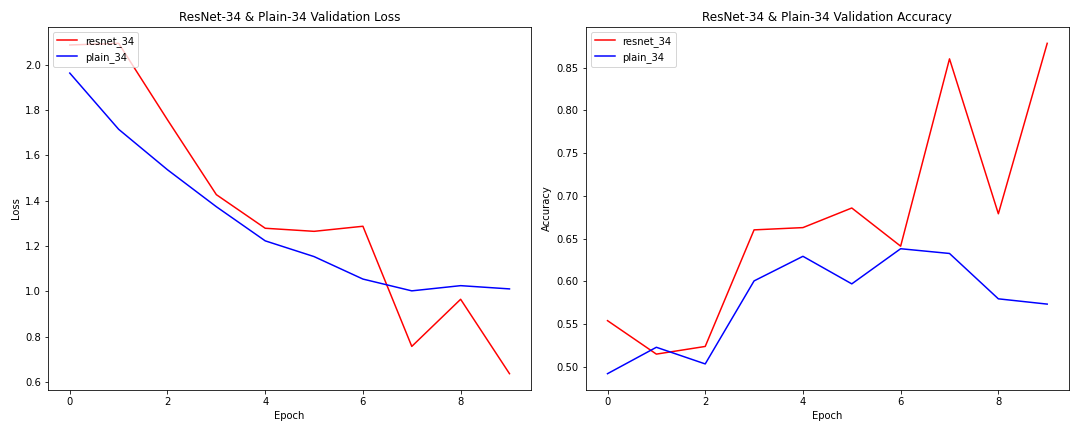 ResNet-34 & Plain-34 Validation Loss
resnet_34
plain_34
2.0
1.8
1.6
1.4
1.2
1.0
0.8
0.6
Loss
0 2 4 6 8
Epoch
ResNet-34 & Plain-34 Validation Accuracy
resnet_34
plain_34
0.85
0.80
0.75
0.70
0.65
0.60
0.55
0.50
Accuracy
0 2 4 6 8
Epoch